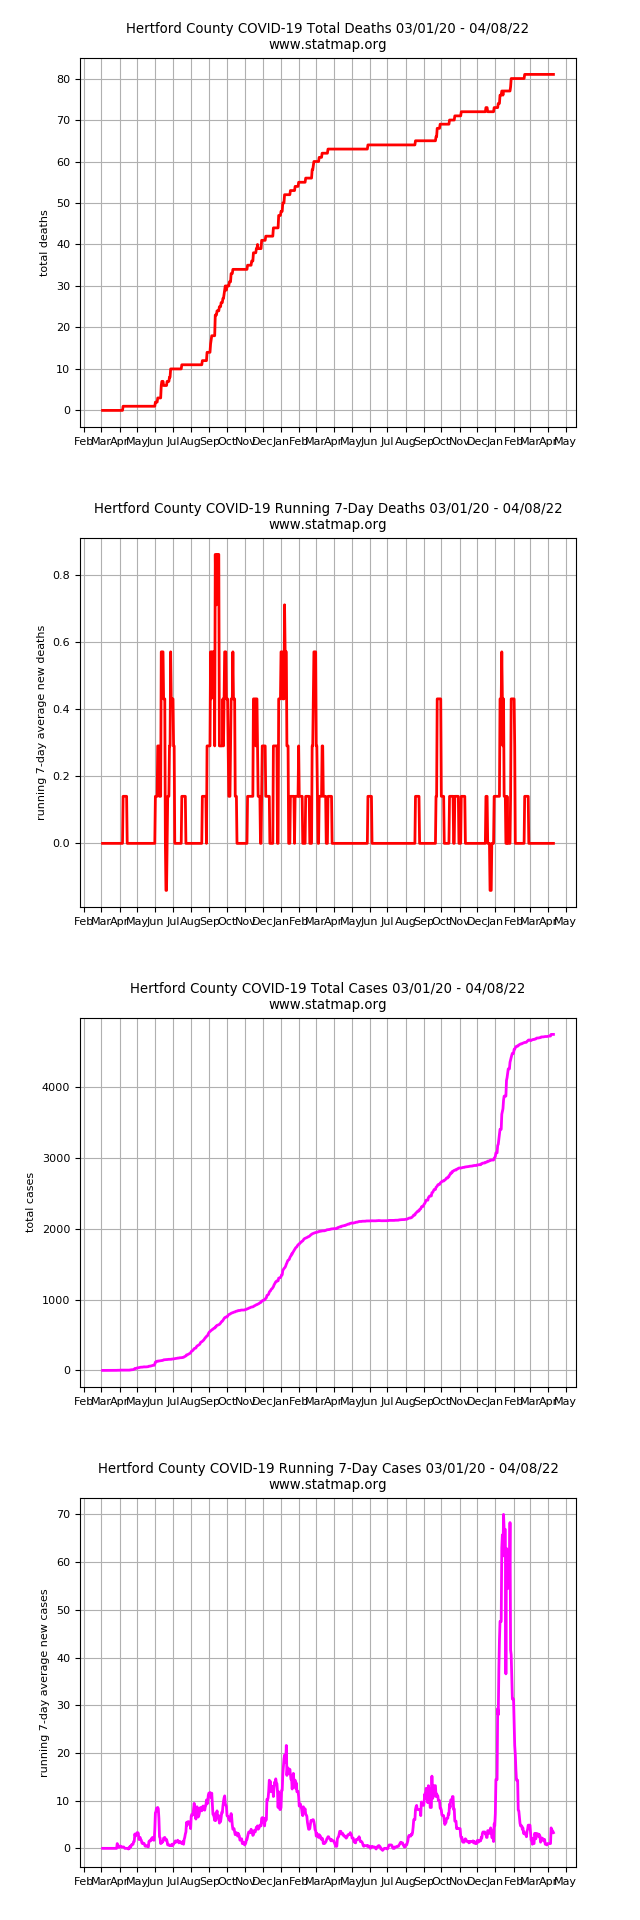 Hertford County COVID-19 Total Deaths 03/01/20 - 04/08/22
www.statmap.org
total deaths
80
70
60
50
40
30
20
10
0
Feb Mar Apr May Jun Jul Aug Sep Oct Nov Dec Jan Feb Mar Apr May Jun Jul Aug Sep Oct Nov Dec Jan Feb Mar Apr May
Hertford County COVID-19 Running 7-Day Deaths 03/01/20 - 04/08/22
www.statmap.org
running 7-day average new deaths
0.8
0.6
0.4
0.2
0.0
Feb Mar Apr May Jun Jul Aug Sep Oct Nov Dec Jan Feb Mar Apr May Jun Jul Aug Sep Oct Nov Dec Jan Feb Mar Apr May
Hertford County COVID-19 Total Cases 03/01/20 - 04/08/22
www.statmap.org
total cases
4000
3000
2000
1000
0
Feb Mar Apr May Jun Jul Aug Sep Oct Nov Dec Jan Feb Mar Apr May Jun Jul Aug Sep Oct Nov Dec Jan Feb Mar Apr May
Hertford County COVID-19 Running 7-Day Cases 03/01/20 - 04/08/22
www.statmap.org
running 7-day average new cases
70
60
50
40
30
20
10
0
Feb Mar Apr May Jun Jul Aug Sep Oct Nov Dec Jan Feb Mar Apr May Jun Jul Aug Sep Oct Nov Dec Jan Feb Mar Apr May